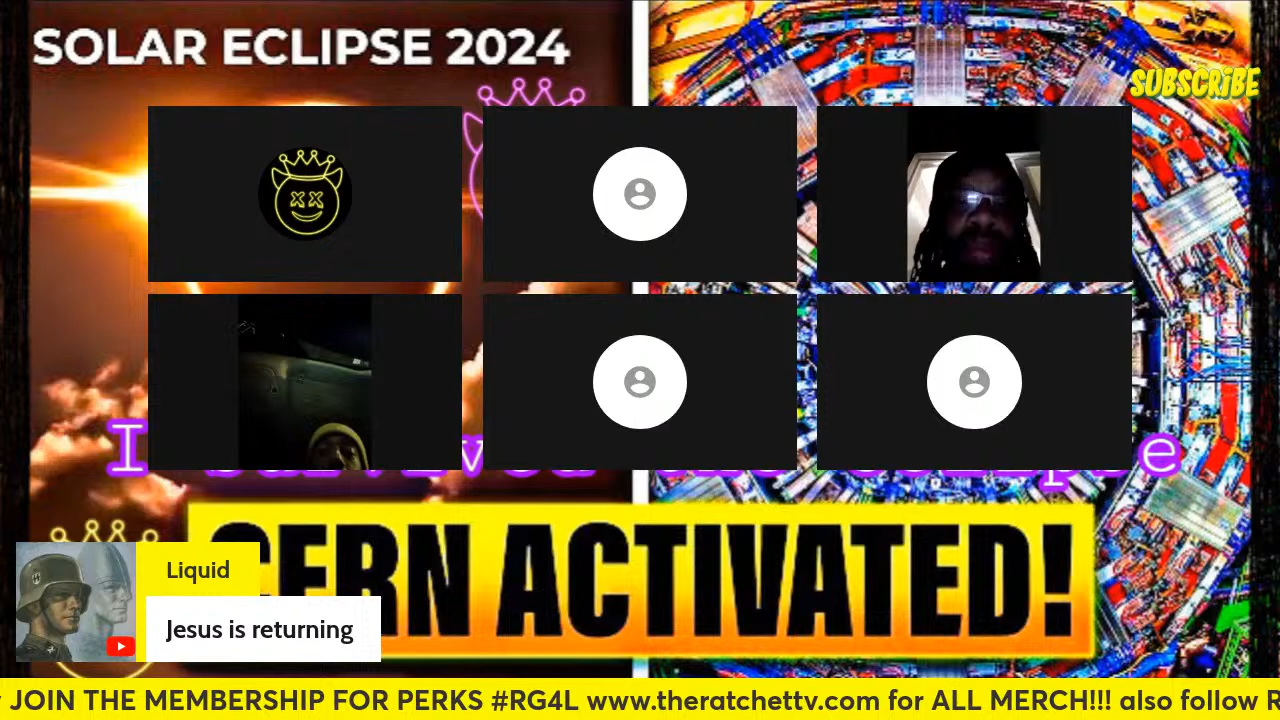 SOLAR ECLIPSE 2024
SUBSCRIBE
I e
CERN ACTIVATED!
Liquid
Jesus is returning
JOIN THE MEMBERSHIP FOR PERKS #RG4L www.theratchettv.com for ALL MERCH!!! also follow R